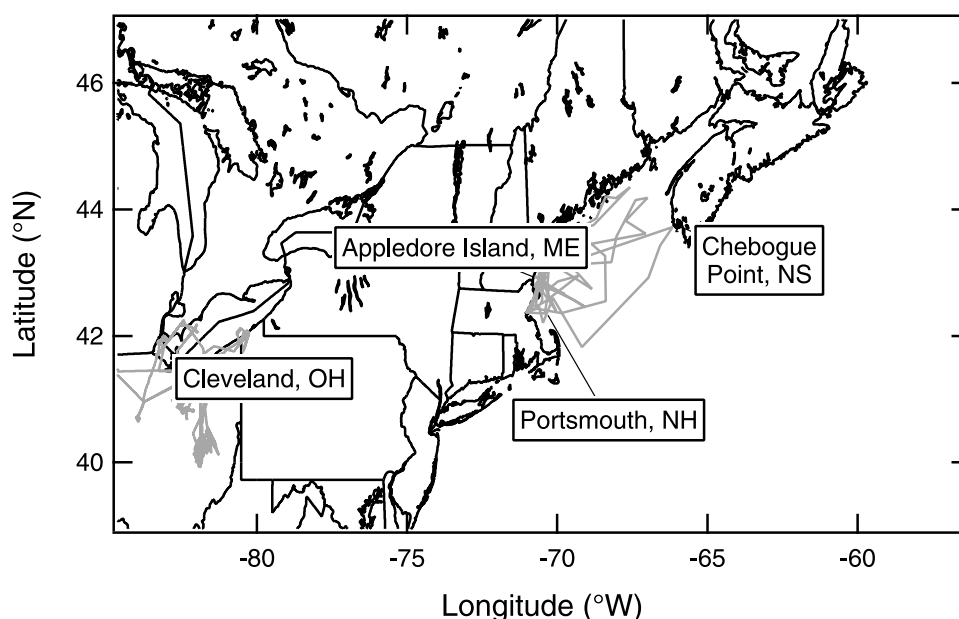 46
44
42
40
Latitude (°N)
Appledore Island, ME
Chebogue
Point, NS
Cleveland, OH
Portsmouth, NH
-80
-75
-70
-65
-60
Longitude (°W)